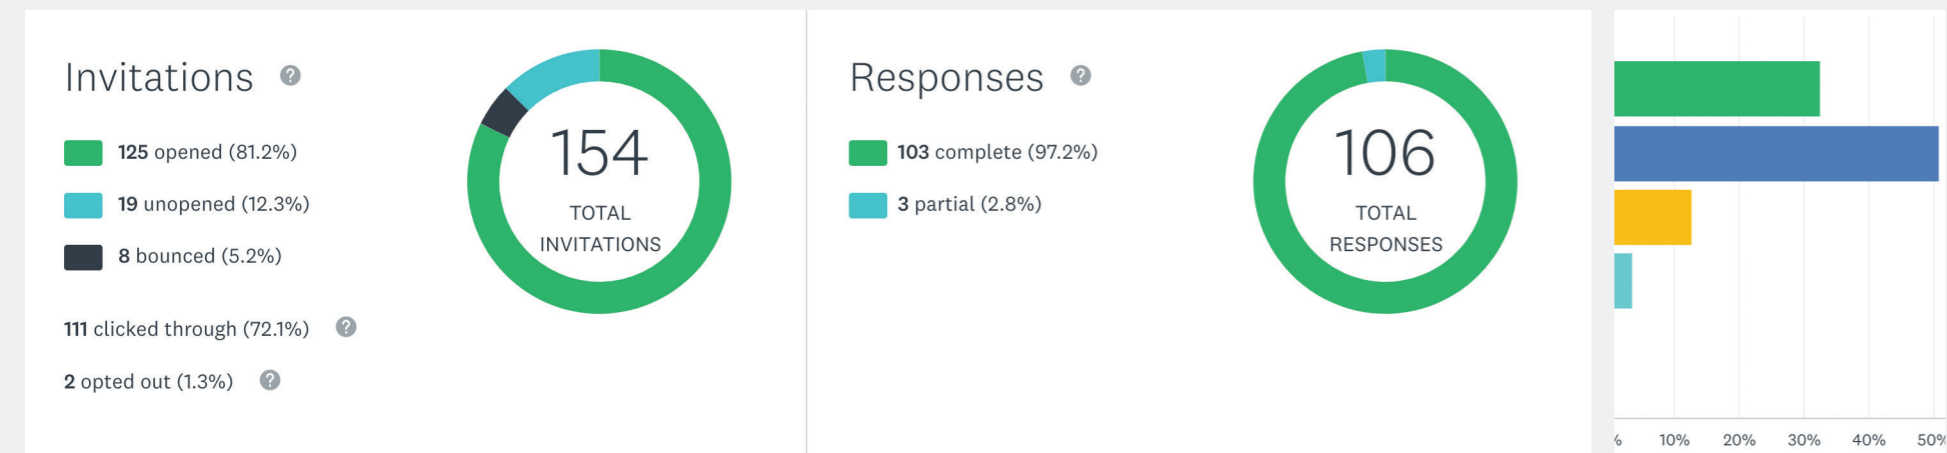 Invitations ?
125 opened (81.2%)
19 unopened (12.3%)
8 bounced (5.2%)
111 clicked through (72.1%) ?
2 opted out (1.3%) ?
154
TOTAL
INVITATIONS
Responses ?
103 complete (97.2%)
3 partial (2.8%)
106
TOTAL
RESPONSES
% 10% 20% 30% 40% 50%